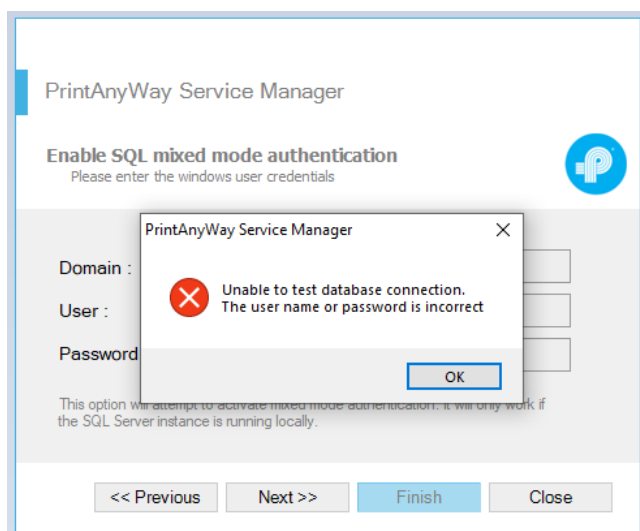 PrintAnyWay Service Manager
Enable SQL mixed mode authentication
Please enter the windows user credentials
PrintAnyWay Service Manager
Domain :
Unable to test database connection.
The user name or password is incorrect
User :
Password
OK
This option will attempt to activate mixed mode authentication. It will only work if
the SQL Server instance is running locally.
<< Previous
Next >>
Finish
Close